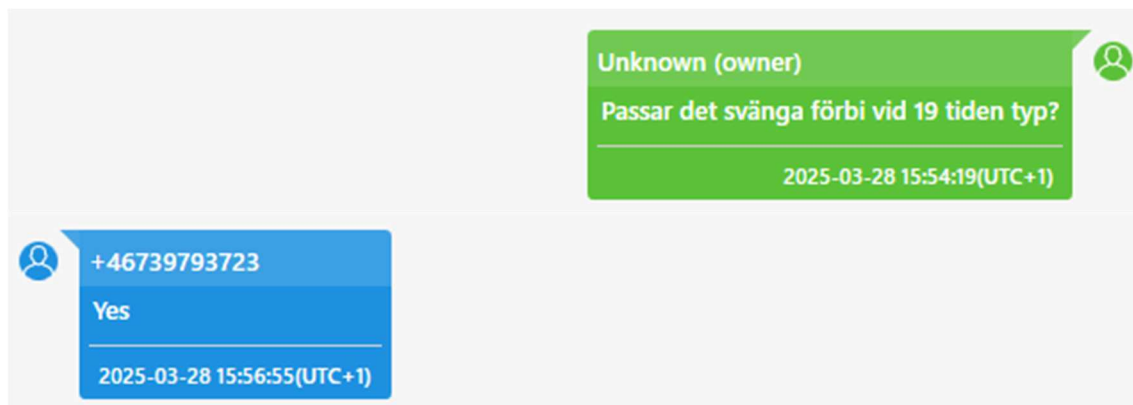 Unknown (owner)
Passar det svänga förbi vid 19 tiden typ?
2025-03-28 15:54:19(UTC+1)
+46739793723
Yes
2025-03-28 15:56:55(UTC+1)